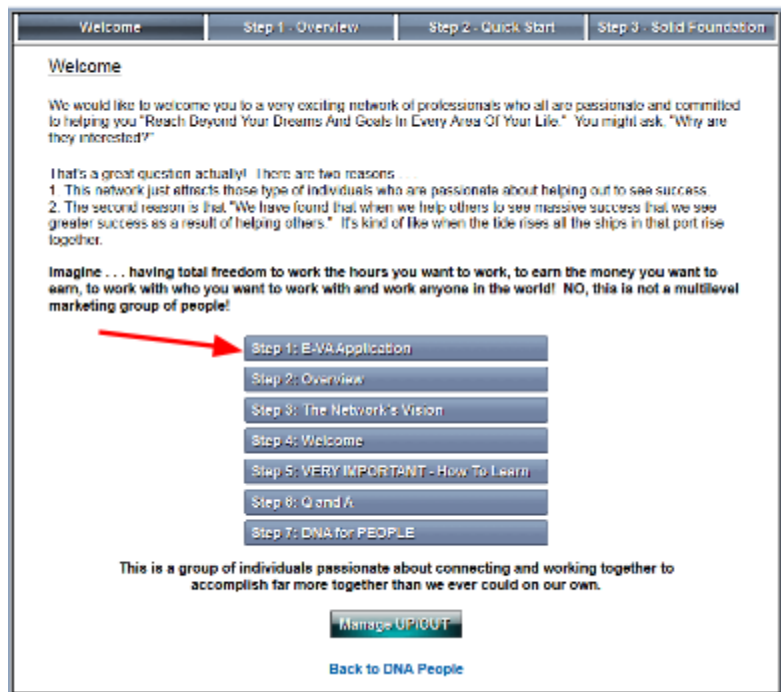 Welcome
Step 1 - Overview
Step 2 - Quick Start
Step 3 - Solid Foundation
Welcome
We would like to welcome you to a very exciting network of professionals who all are passionate and committed
to helping you "Reach Beyond Your Dreams And Goals In Every Area Of Your Life." You might ask, "Why are
they interested?"
That's a great question actually! There are two reasons . . .
1. This network just attracts those type of individuals who are passionate about helping out to see success.
2. The second reason is that "We have found that when we help others to see massive success that we see
greater success as a result of helping others." It's kind of like when the tide rises all the ships in that port rise
together.
Imagine . . . having total freedom to work the hours you want to work, to earn the money you want to
earn, to work with who you want to work with and work anyone in the world! NO, this is not a multilevel
marketing group of people!
Step 1: E-VA Application
Step 2: Overview
Step 3: The Network's Vision
Step 4: Welcome
Step 5: VERY IMPORTANT - How To Learn
Step 6: Q and A
Step 7: DNA for PEOPLE
This is a group of individuals passionate about connecting and working together to
accomplish far more together than we ever could on our own.
Manage UP/OUT
Back to DNA People